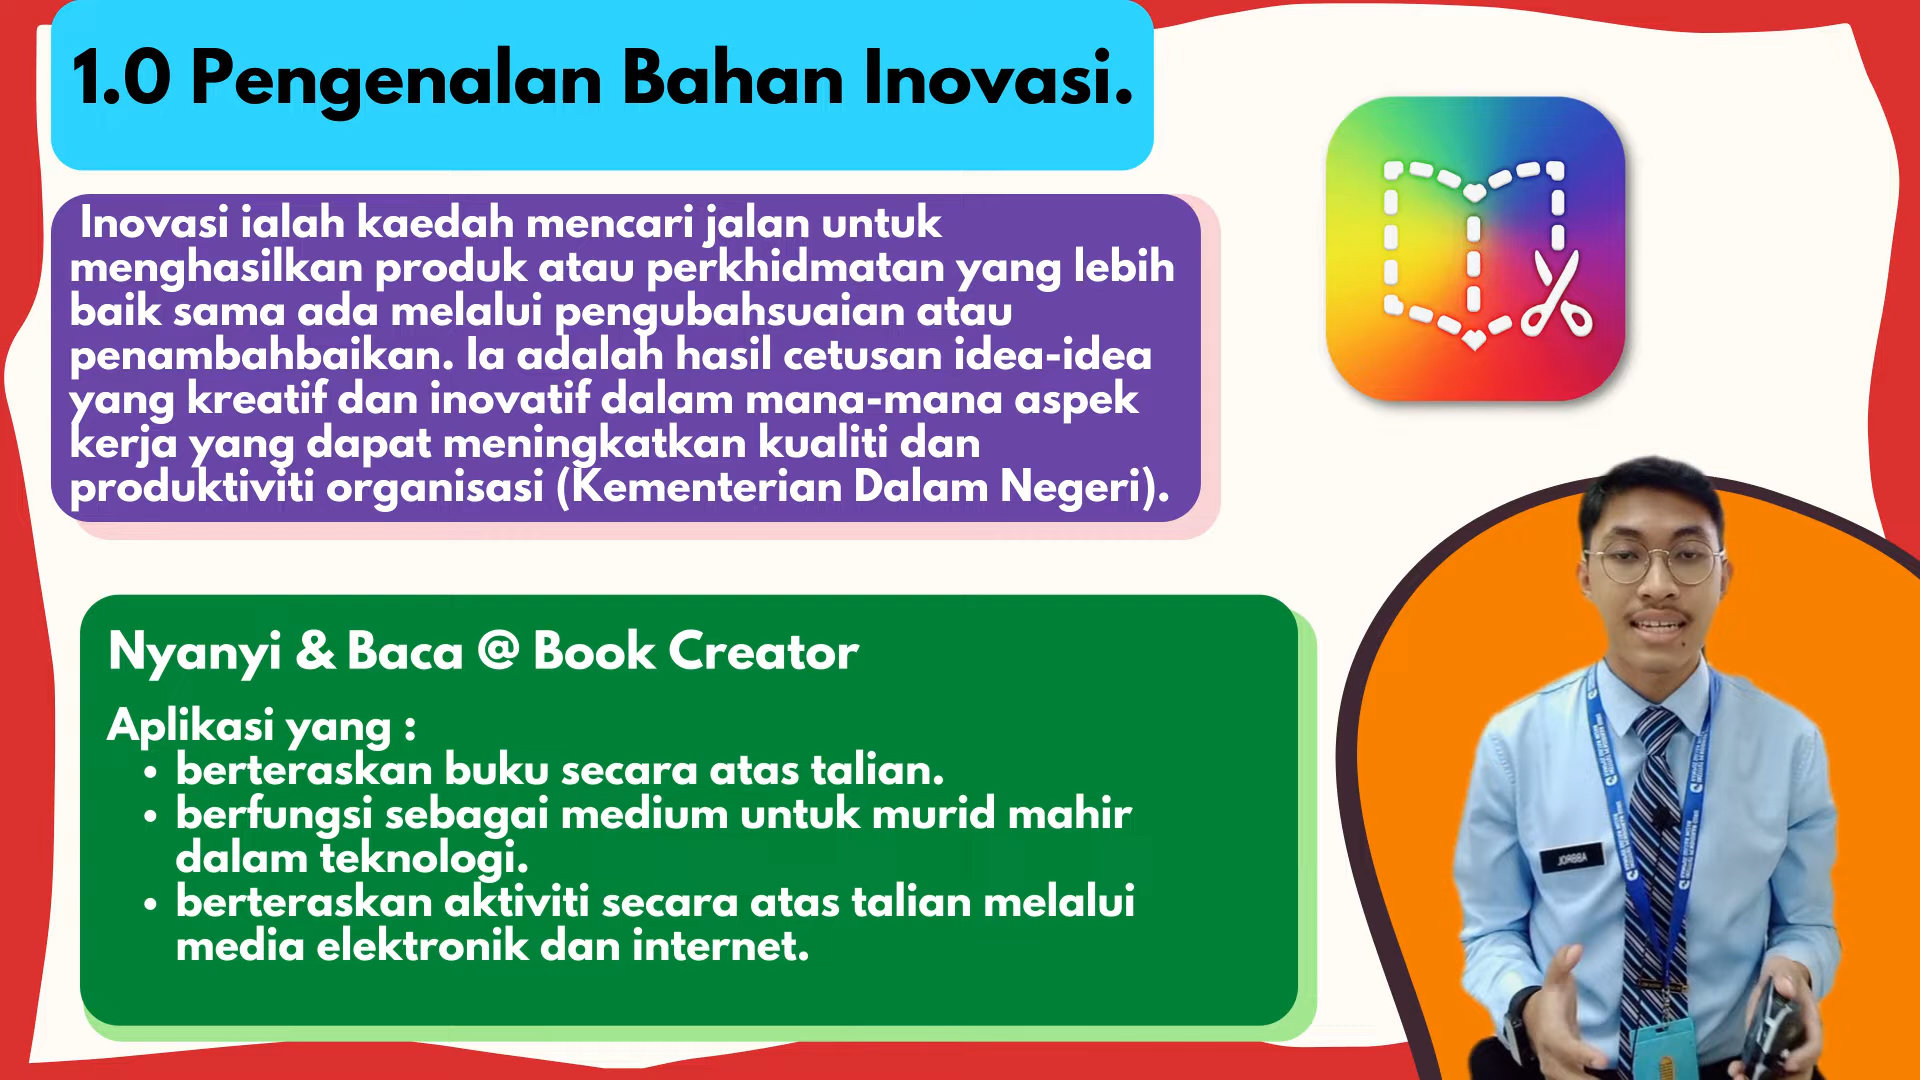 1.0 Pengenalan Bahan Inovasi.
Inovasi ialah kaedah mencari jalan untuk
menghasilkan produk atau perkhidmatan yang lebih
baik sama ada melalui pengubahsuaian atau
penambahbaikan. Ia adalah hasil cetusan idea-idea
yang kreatif dan inovatif dalam mana-mana aspek
kerja yang dapat meningkatkan kualiti dan
produktiviti organisasi (Kementerian Dalam Negeri).
Nyanyi & Baca @ Book Creator
Aplikasi yang :
• berteraskan buku secara atas talian.
• berfungsi sebagai medium untuk murid mahir
dalam teknologi.
• berteraskan aktiviti secara atas talian melalui
media elektronik dan internet.